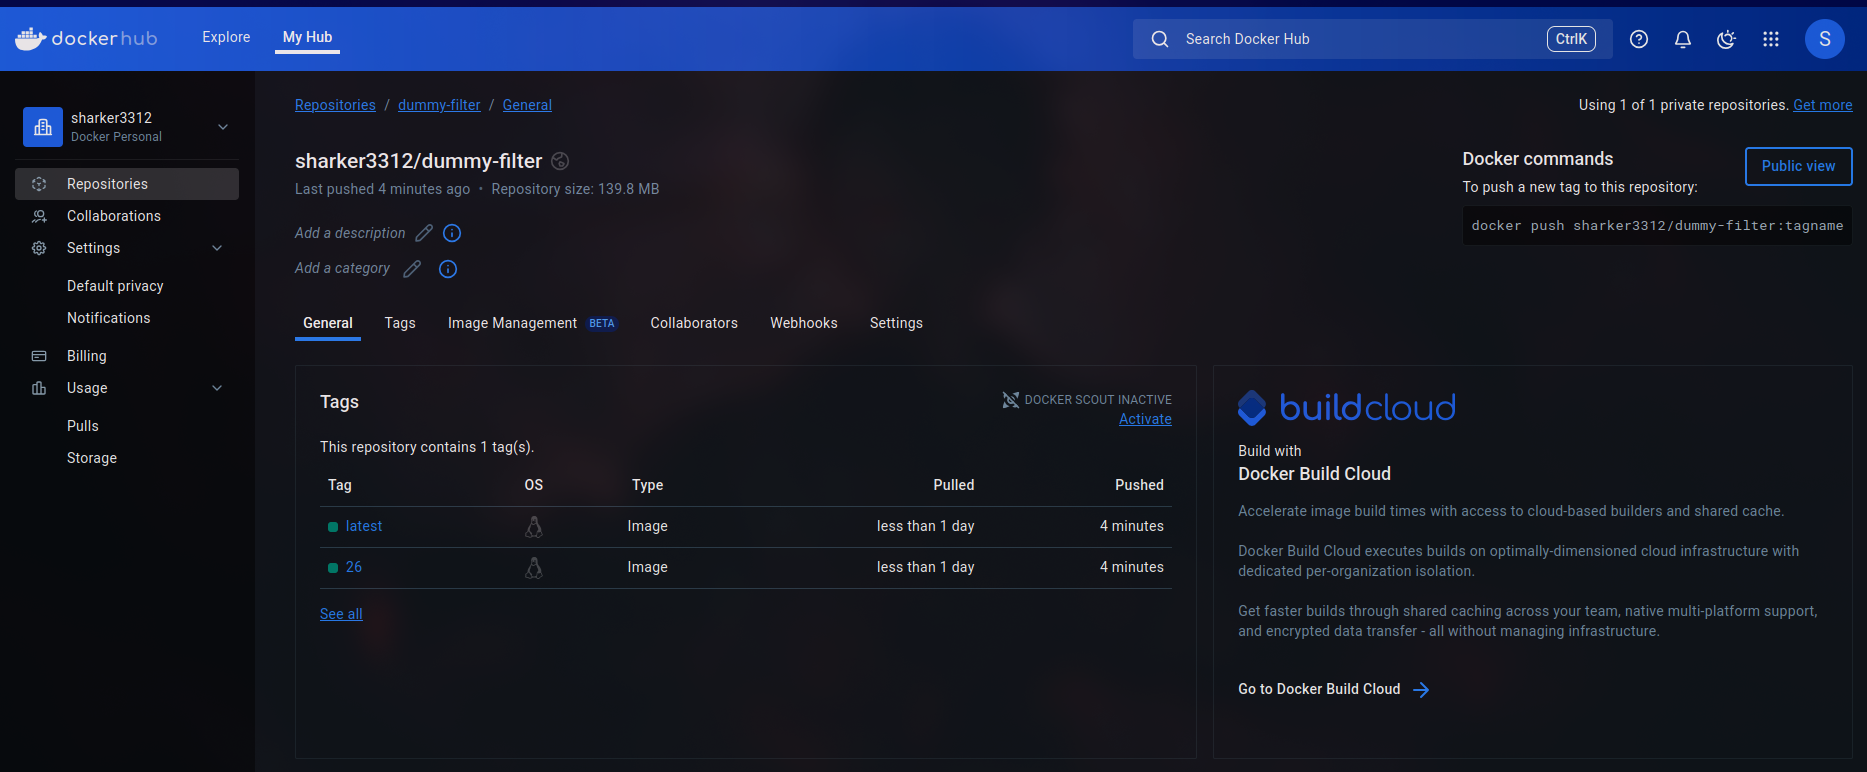 dockerhub
Explore
My Hub
Search Docker Hub
CtrlK
S
sharker3312
Docker Personal
Repositories
Collaborations
Settings
Default privacy
Notifications
Billing
Usage
Pulls
Storage
Repositories / dummy-filter / General
Using 1 of 1 private repositories. Get more
sharker3312/dummy-filter
Last pushed 4 minutes ago • Repository size: 139.8 MB
Add a description
Add a category
Docker commands
Public view
To push a new tag to this repository:
docker push sharker3312/dummy-filter:tagname
General Tags Image Management BETA Collaborators Webhooks Settings
Tags
DOCKER SCOUT INACTIVE
Activate
This repository contains 1 tag(s).
Tag OS Type Pulled Pushed
latest Image less than 1 day 4 minutes
26 Image less than 1 day 4 minutes
See all
buildcloud
Build with
Docker Build Cloud
Accelerate image build times with access to cloud-based builders and shared cache.
Docker Build Cloud executes builds on optimally-dimensioned cloud infrastructure with
dedicated per-organization isolation.
Get faster builds through shared caching across your team, native multi-platform support,
and encrypted data transfer - all without managing infrastructure.
Go to Docker Build Cloud